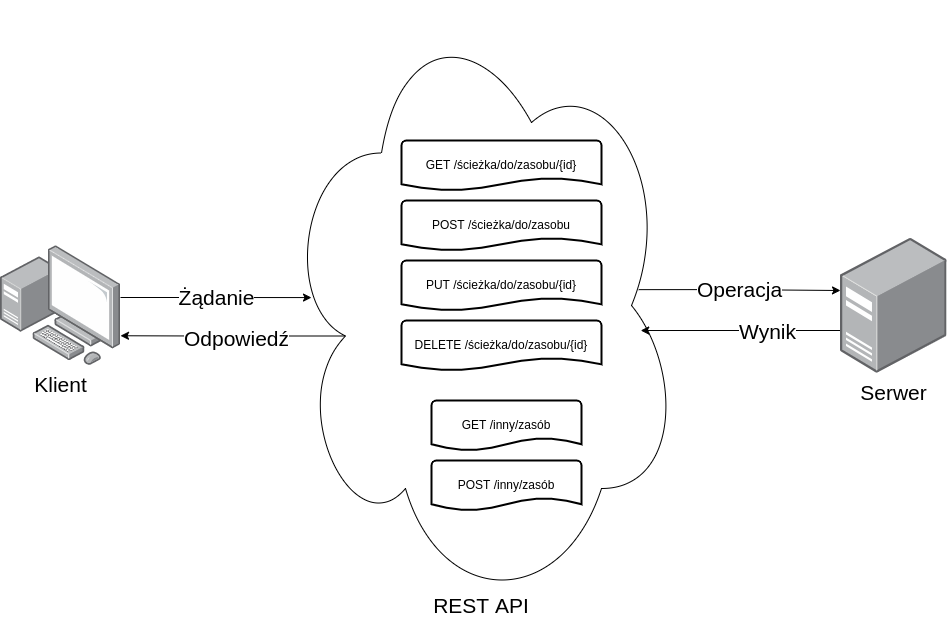 GET /ścieżka/do/zasobu/{id}
POST /ścieżka/do/zasobu
PUT /ścieżka/do/zasobu/{id}
DELETE /ścieżka/do/zasobu/{id}
Żądanie
Odpowiedź
Klient
Operacja
Wynik
Serwer
GET /inny/zasób
POST /inny/zasób
REST API